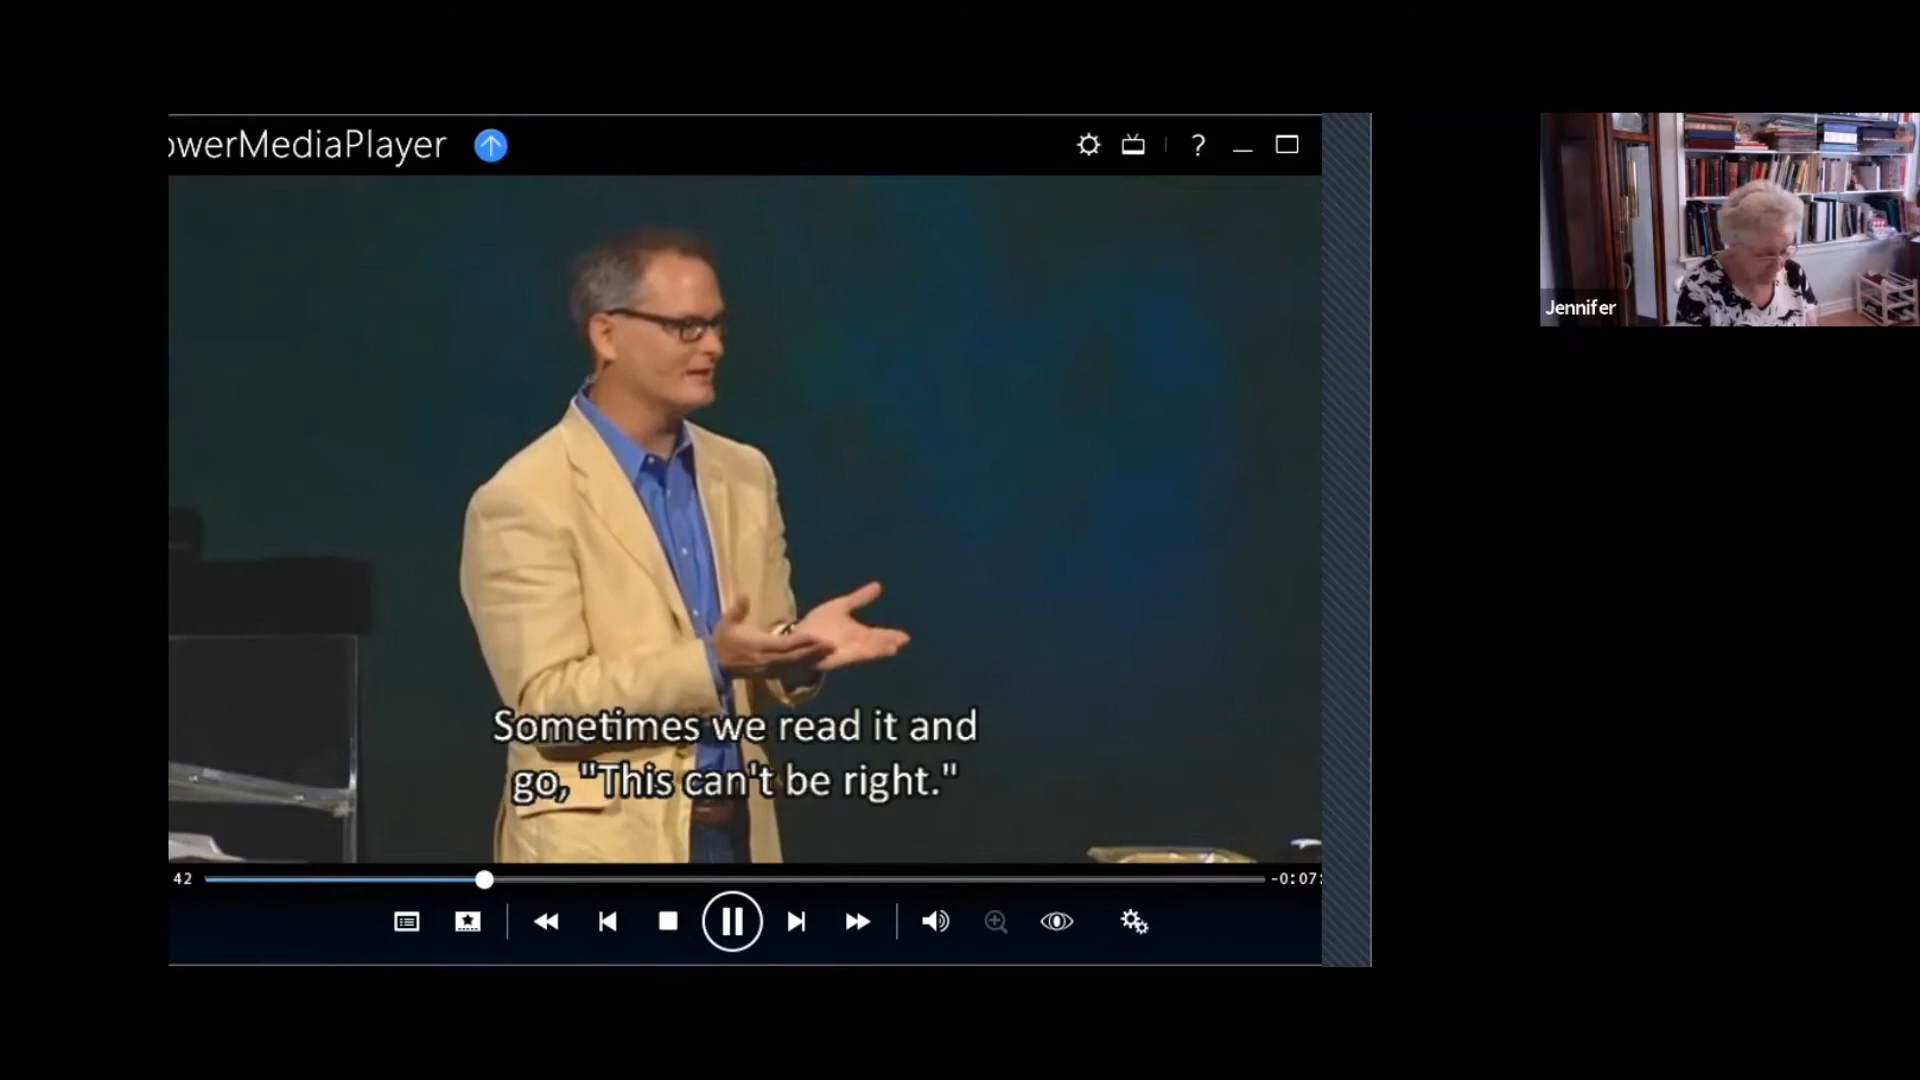 owerMediaPlayer
?
Jennifer
Sometimes we read it and
go, "This can't be right."
42
-0:07: